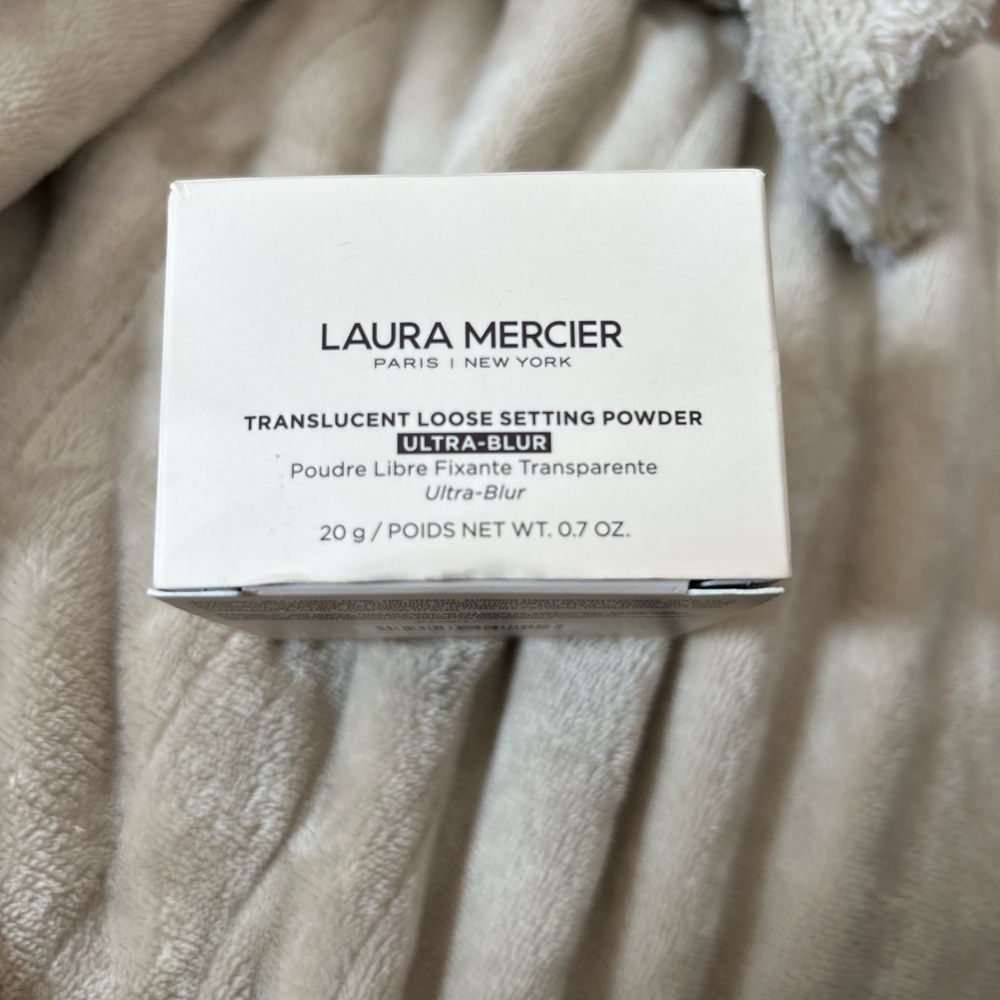 LAURA MERCIER
PARIS | NEW YORK
TRANSLUCENT LOOSE SETTING POWDER
ULTRA-BLUR
Poudre Libre Fixante Transparente
Ultra-Blur
20 g / POIDS NET WT. 0.7 OZ.